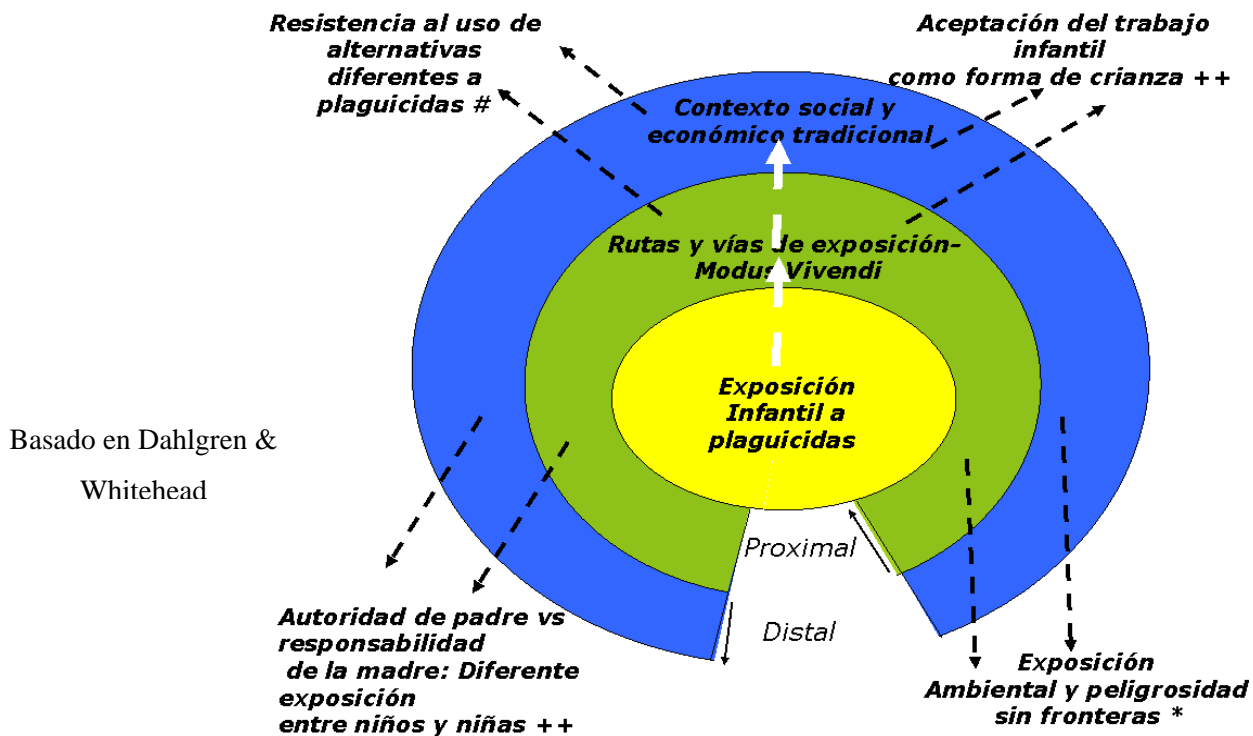 Resistencia al uso de
alternativas
diferentes a
plaguicidas #
Aceptación del trabajo
infantil
como forma de crianza ++
Contexto social y
económico tradicional
Rutas y vías de exposición-
Modus Vivendi
Exposición
Infantil a
plaguicidas
Basado en Dahlgren &
Whitehead
Proximal
Distal
Autoridad de padre vs
responsabilidad
de la madre: Diferente
exposición
entre niños y niñas ++
Exposición
Ambiental y peligrosidad
sin fronteras *